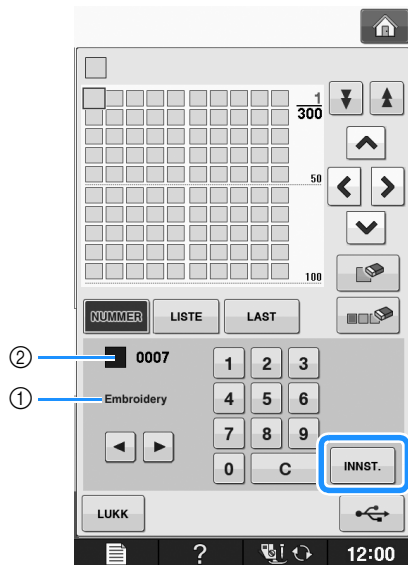 1
300
50
100
NUMMER LISTE LAST
② 0007
1 2 3
① Embroidery
4 5 6
7 8 9
0 C INNST.
LUKK
? 12:00